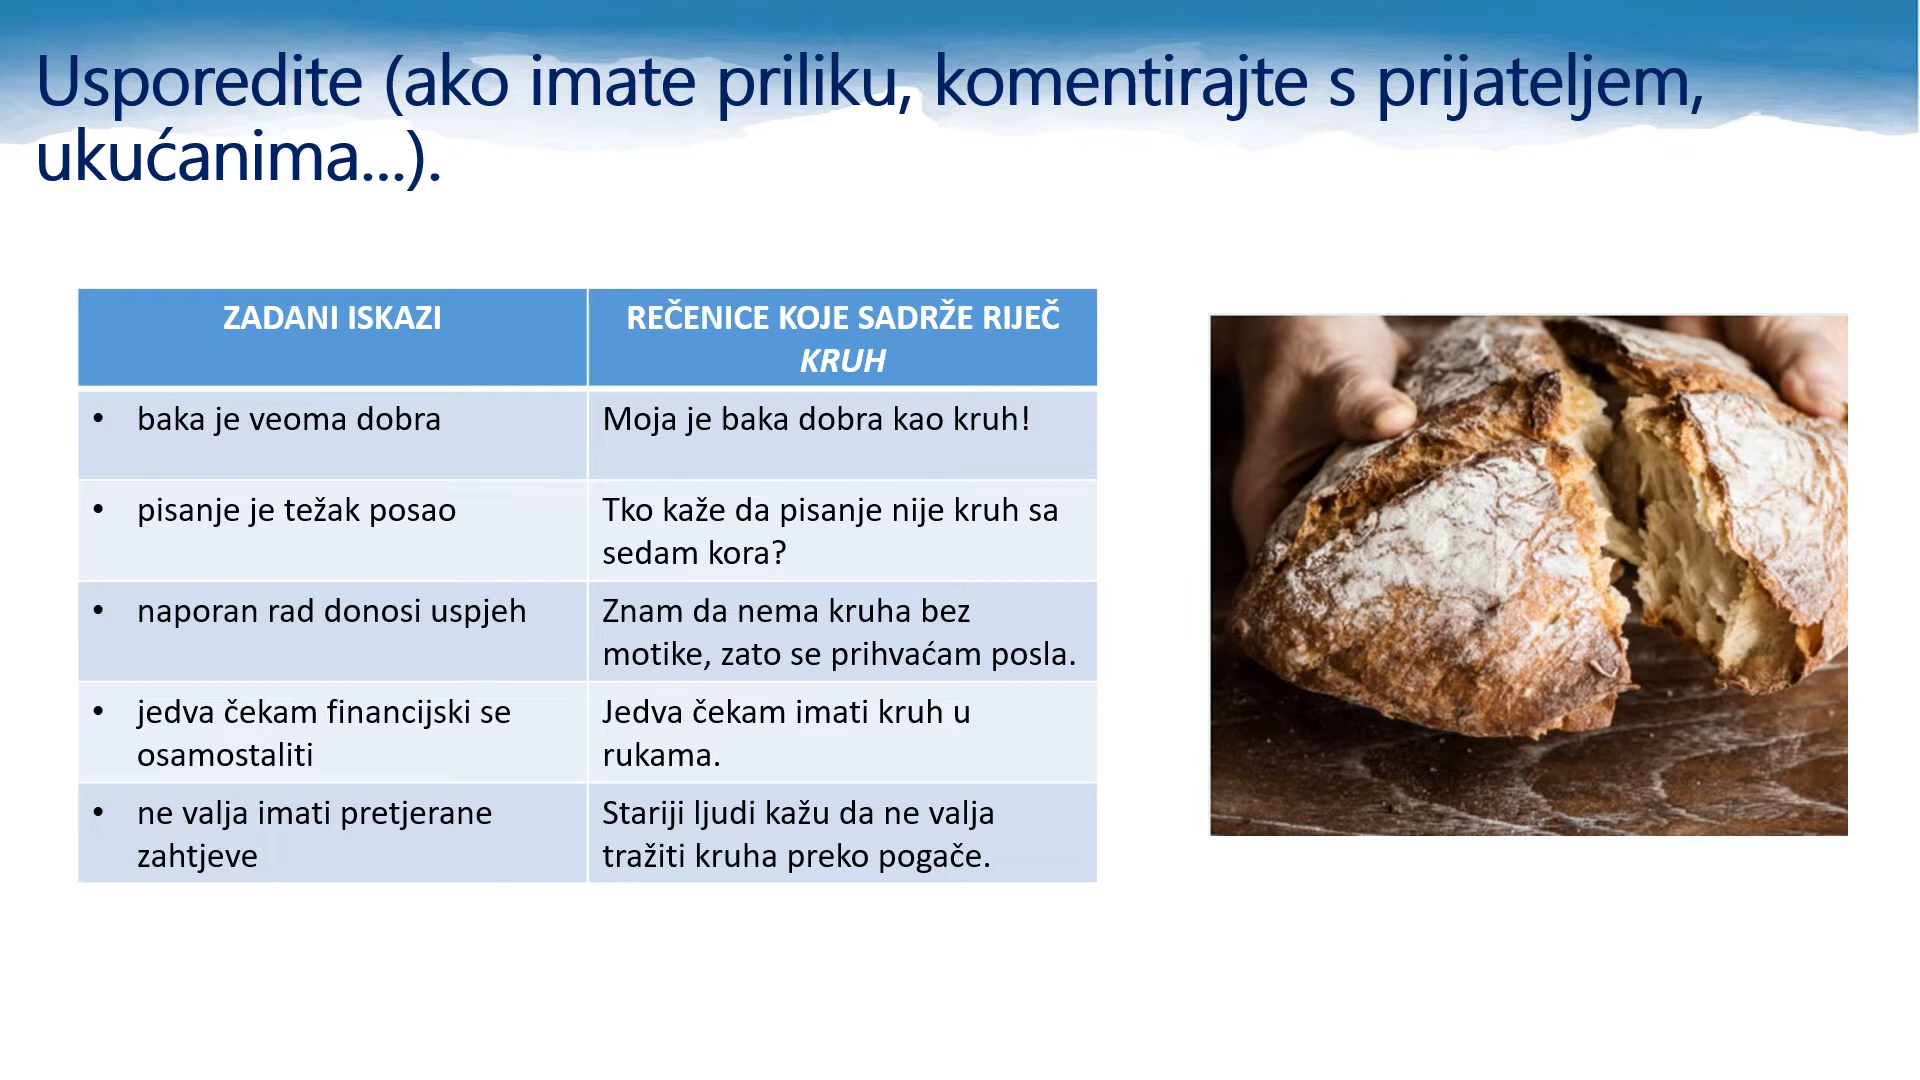 Usporedite (ako imate priliku, komentirajte s prijateljem,
ukućanima...).
ZADANI ISKAZI
REČENICE KOJE SADRŽE RIJEČ
KRUH
• baka je veoma dobra
Moja je baka dobra kao kruh!
• pisanje je težak posao
Tko kaže da pisanje nije kruh sa
sedam kora?
• naporan rad donosi uspjeh
Znam da nema kruha bez
motike, zato se prihvaćam posla.
• jedva čekam financijski se
osamostaliti
Jedva čekam imati kruh u
rukama.
• ne valja imati pretjerane
zahtjeve
Stariji ljudi kažu da ne valja
tražiti kruha preko pogače.